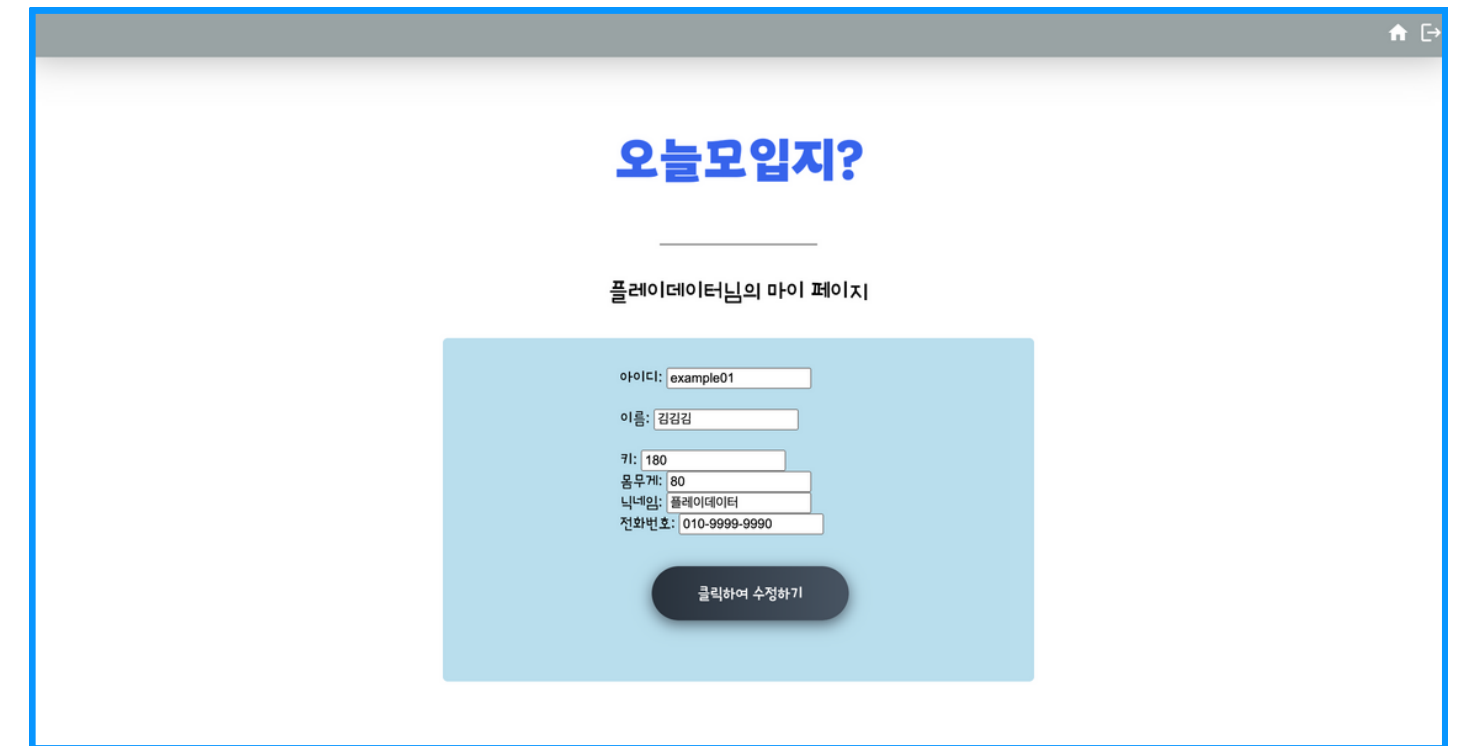 오늘모입지?
플레이데이터님의 마이 페이지
아이디: example01
이름: 김김김
키: 180
몸무게: 80
닉네임: 플레이데이터
전화번호: 010-9999-9990
클릭하여 수정하기